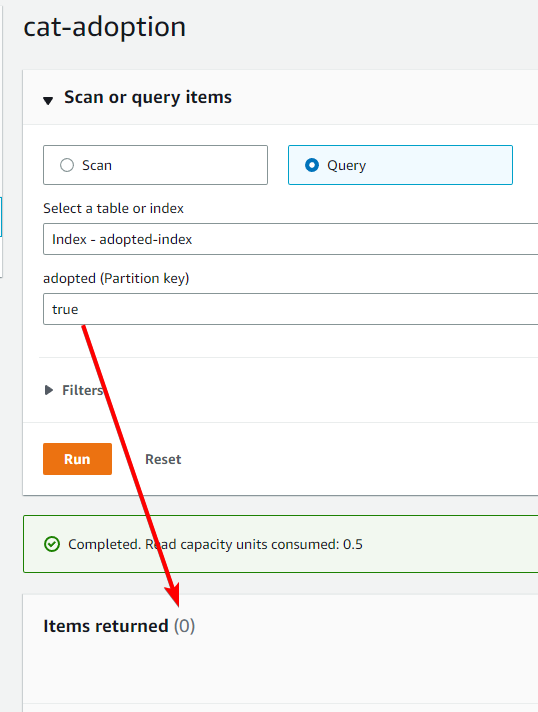 cat-adoption
Scan or query items
Scan
Query
Select a table or index
Index - adopted-index
adopted (Partition key)
true
Filters
Run
Reset
Completed. Read capacity units consumed: 0.5
Items returned (0)